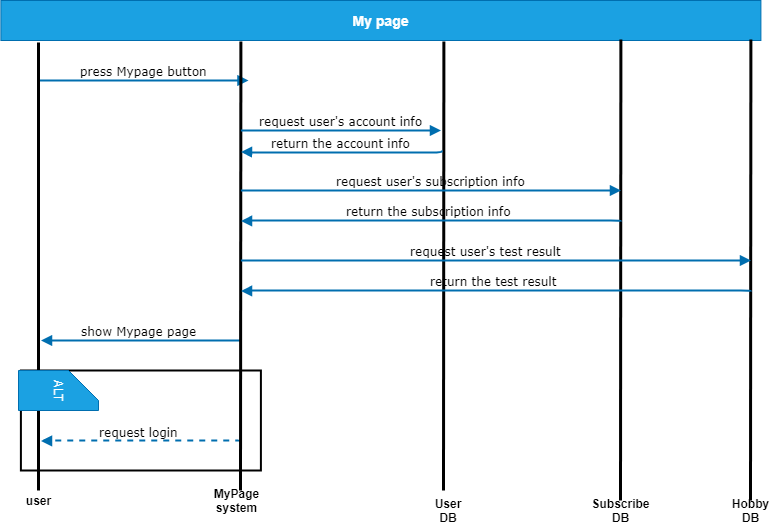 My page
press Mypage button
request user's account info
return the account info
request user's subscription info
return the subscription info
request user's test result
return the test result
show Mypage page
ALT
request login
user
MyPage
system
User
DB
Subscribe
DB
Hobby
DB